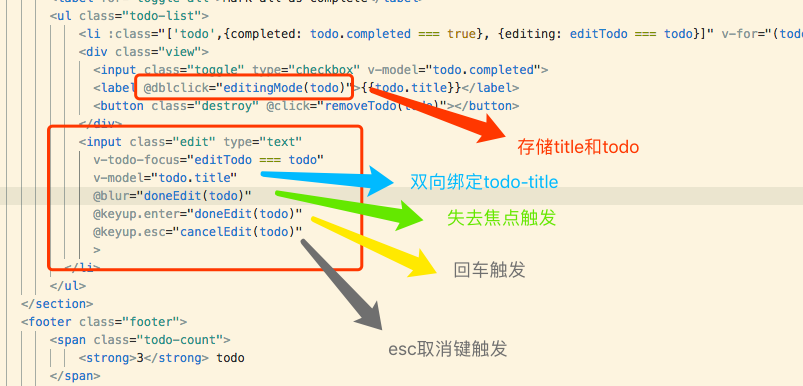 <label for="toggle-all">Mark all as complete</label>
<ul class="todo-list">
<li :class="['todo',{completed: todo.completed === true}, {editing: editTodo === todo}]" v-for="(todo
<div class="view">
<input class="toggle" type="checkbox" v-model="todo.completed">
<label @dblclick="editingMode(todo)">{{todo.title}}</label>
<button class="destroy" @click="removeTodo(todo)"></button>
</div>
<input class="edit" type="text"
存储title和todo
v-todo-focus="editTodo === todo"
v-model="todo.title"
双向绑定todo-title
@blur="doneEdit(todo)"
@keyup.enter="doneEdit(todo)"
失去焦点触发
@keyup.esc="cancelEdit(todo)"
>
</li>
回车触发
</ul>
</section>
<footer class="footer">
<span class="todo-count">
esc取消键触发
<strong>3</strong> todo
</span>